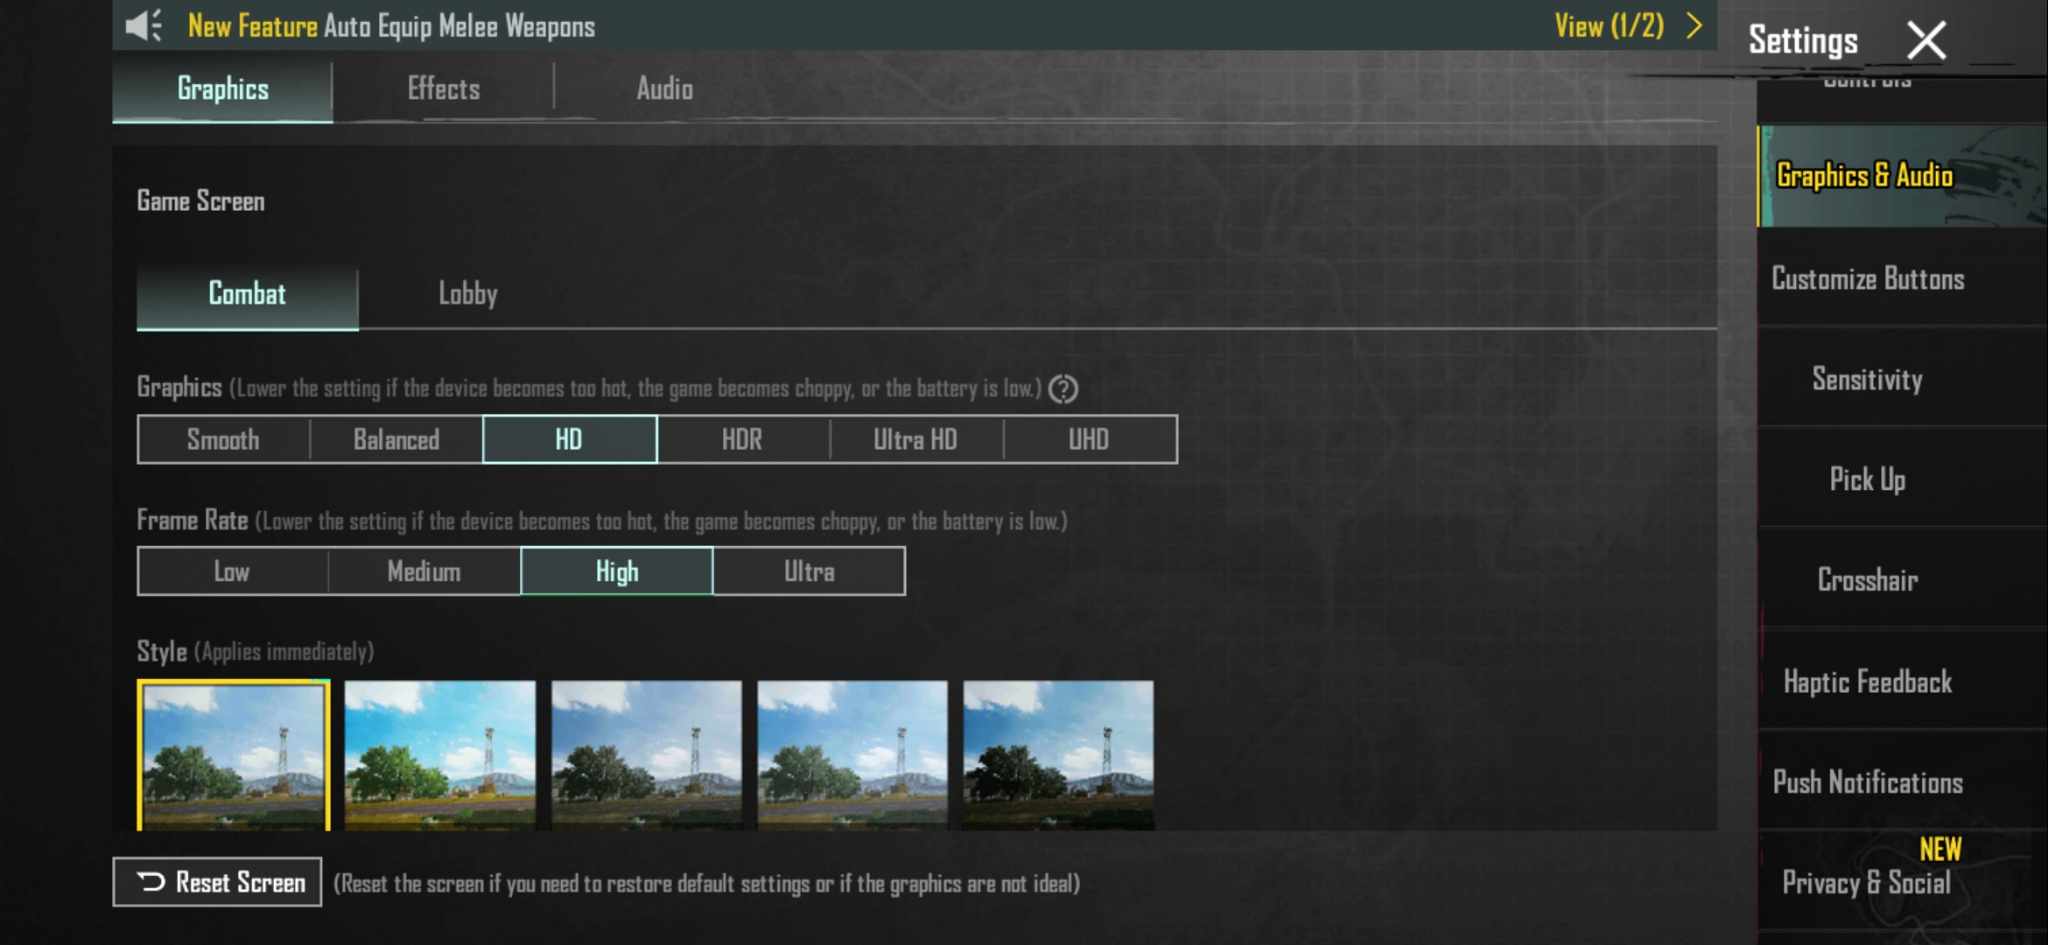 New Feature Auto Equip Melee Weapons
View (1/2)
Settings
Graphics
Effects
Audio
Controls
Graphics & Audio
Game Screen
Combat
Lobby
Customize Buttons
Graphics (Lower the setting if the device becomes too hot, the game becomes choppy, or the battery is low.) ?
Sensitivity
Smooth
Balanced
HD
HDR
Ultra HD
UHD
Pick Up
Frame Rate (Lower the setting if the device becomes too hot, the game becomes choppy, or the battery is low.)
Low
Medium
High
Ultra
Crosshair
Style (Applies immediately)
Haptic Feedback
Push Notifications
NEW
Privacy & Social
Reset Screen
(Reset the screen if you need to restore default settings or if the graphics are not ideal)